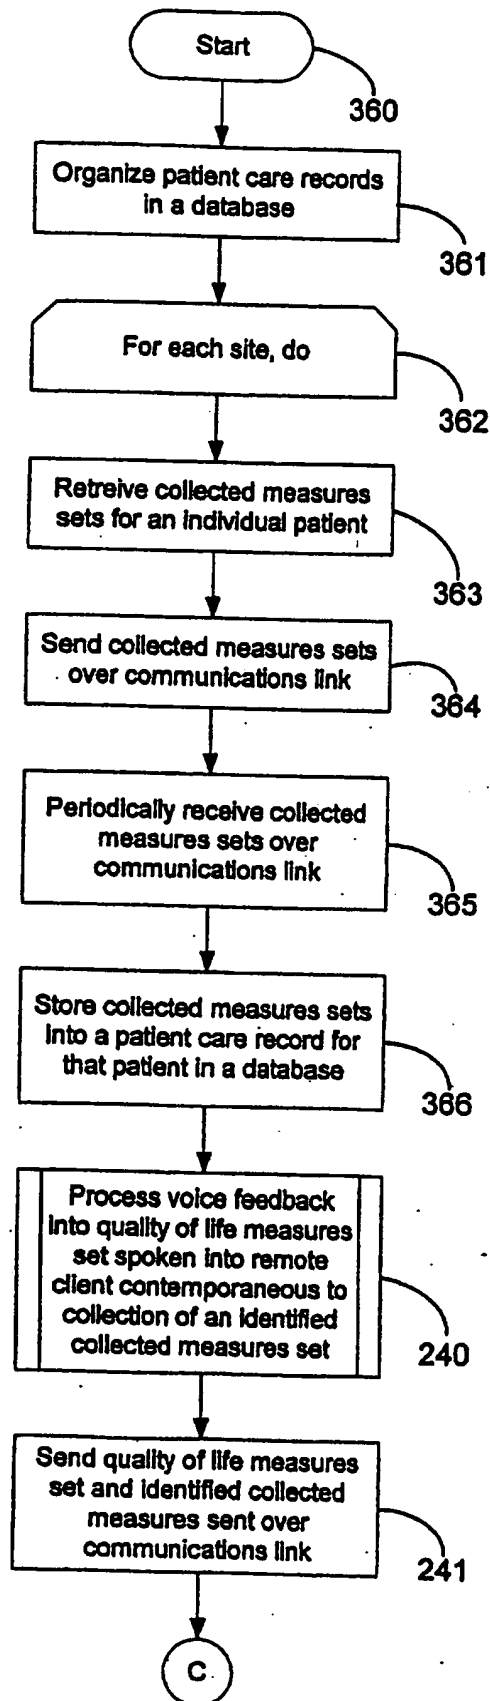 Start
360
Organize patient care records
in a database
361
For each site, do
362
Retreive collected measures
sets for an individual patient
363
Send collected measures sets
over communications link
364
Periodically receive collected
measures sets over
communications link
365
Store collected measures sets
into a patient care record for
that patient in a database
366
Process voice feedback
into quality of life measures
set spoken into remote
client contemporaneous to
collection of an identified
collected measures set
240
Send quality of life measures
set and identified collected
measures sent over
communications link
241
C